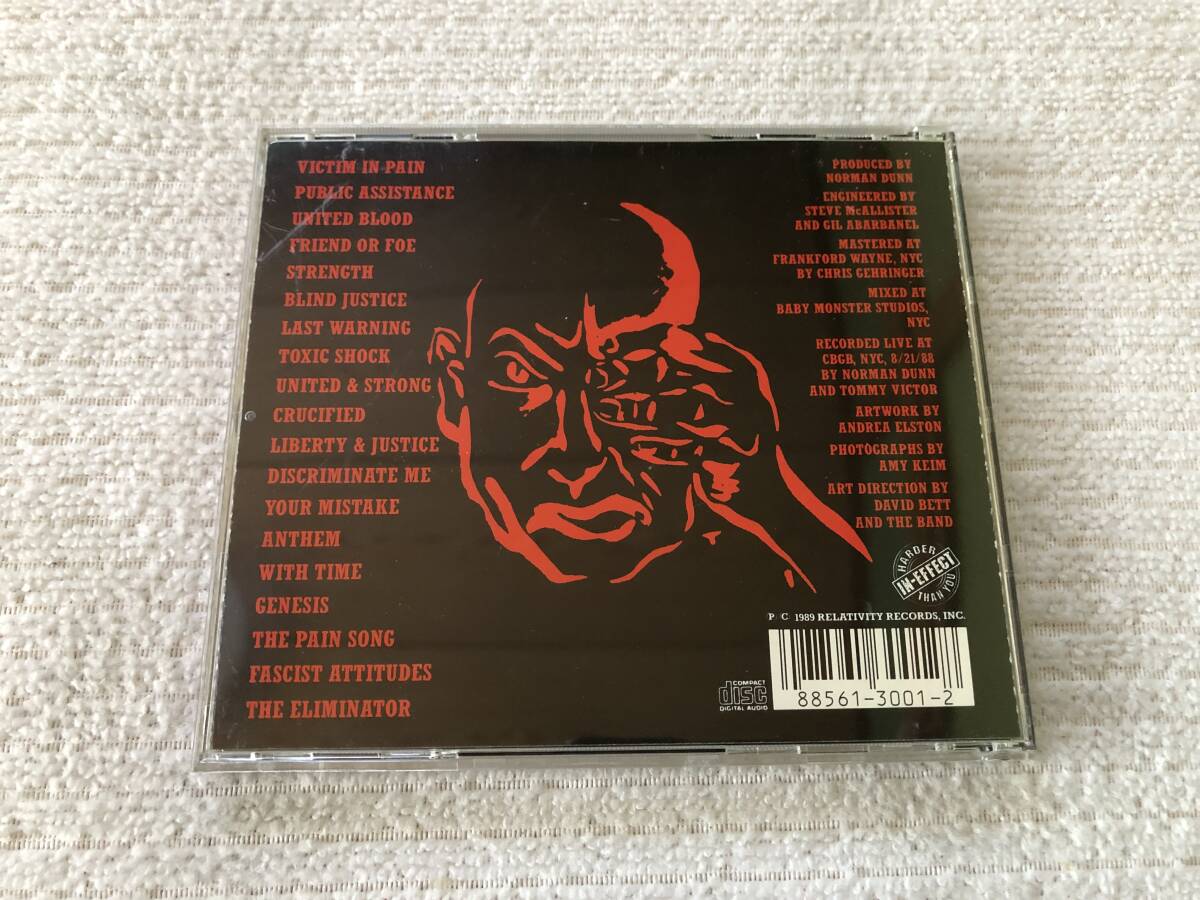 VICTIM IN PAIN
PUBLIC ASSISTANCE
UNITED BLOOD
FRIEND OR FOE
STRENGTH
BLIND JUSTICE
LAST WARNING
TOXIC SHOCK
UNITED & STRONG
CRUCIFIED
LIBERTY & JUSTICE
DISCRIMINATE ME
YOUR MISTAKE
ANTHEM
WITH TIME
GENESIS
THE PAIN SONG
FASCIST ATTITUDES
THE ELIMINATOR
PRODUCED BY
NORMAN DUNN
ENGINEERED BY
STEVE McALLISTER
AND GIL ABARBANEL
MASTERED AT
FRANKFORD WAYNE, NYC
BY CHRIS GEHRINGER
MIXED AT
BABY MONSTER STUDIOS,
NYC
RECORDED LIVE AT
CBGB, NYC, 8/21/88
BY NORMAN DUNN
AND TOMMY VICTOR
ARTWORK BY
ANDREA ELSTON
PHOTOGRAPHS BY
AMY KEIM
ART DIRECTION BY
DAVID BETT
AND THE BAND
HARDER
IN-EFFECT
THAN YOU
P C 1989 RELATIVITY RECORDS, INC.
COMPACT
disc
DIGITAL AUDIO
88561-3001-2